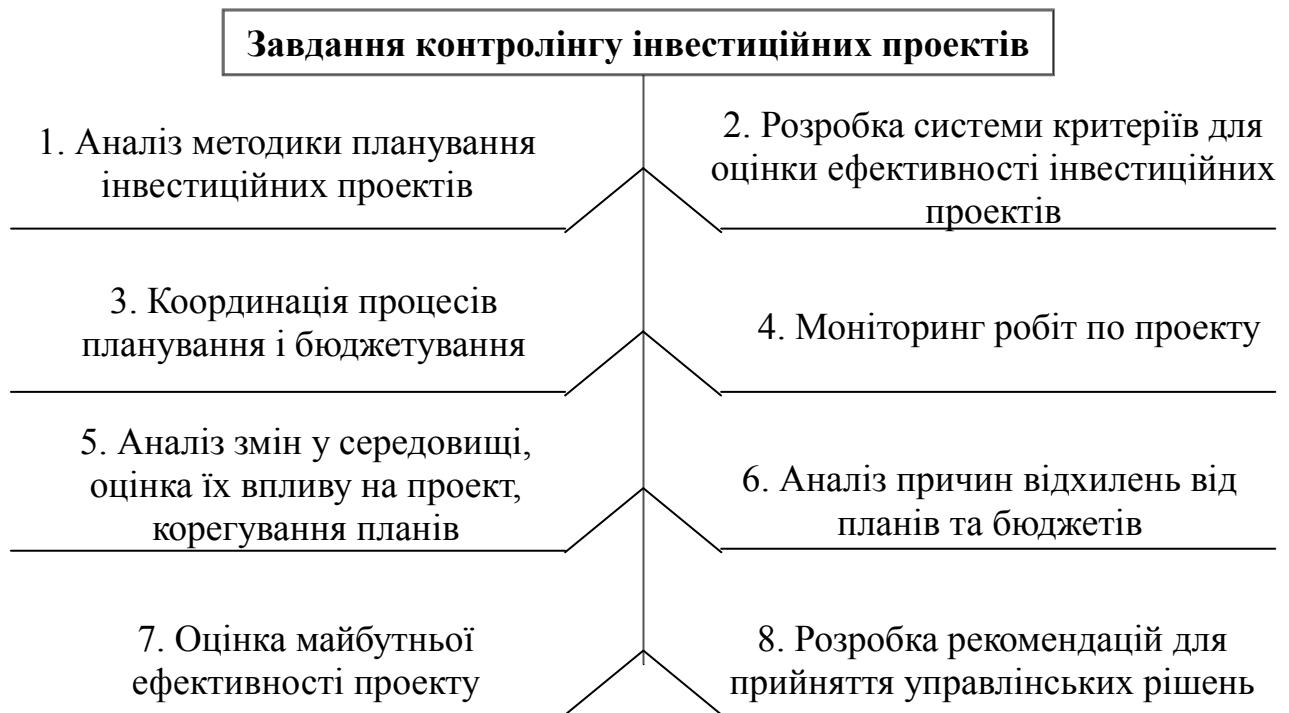 Завдання контролінгу інвестиційних проектів
1. Аналіз методики планування
інвестиційних проектів
2. Розробка системи критеріїв для
оцінки ефективності інвестиційних
проектів
3. Координація процесів
планування і бюджетування
4. Моніторинг робіт по проекту
5. Аналіз змін у середовищі,
оцінка їх впливу на проект,
корегування планів
6. Аналіз причин відхилень від
планів та бюджетів
7. Оцінка майбутньої
ефективності проекту
8. Розробка рекомендацій для
прийняття управлінських рішень